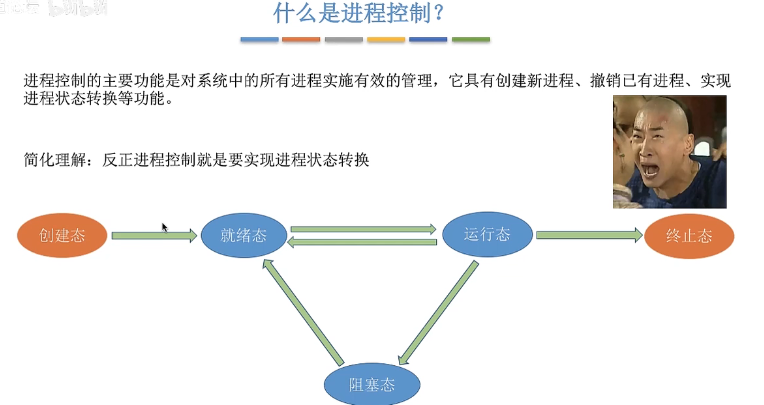 什么是进程控制？
进程控制的主要功能是对系统中的所有进程实施有效的管理，它具有创建新进程、撤销已有进程、实现
进程状态转换等功能。
简化理解：反正进程控制就是要实现进程状态转换
创建态
就绪态
运行态
终止态
阻塞态